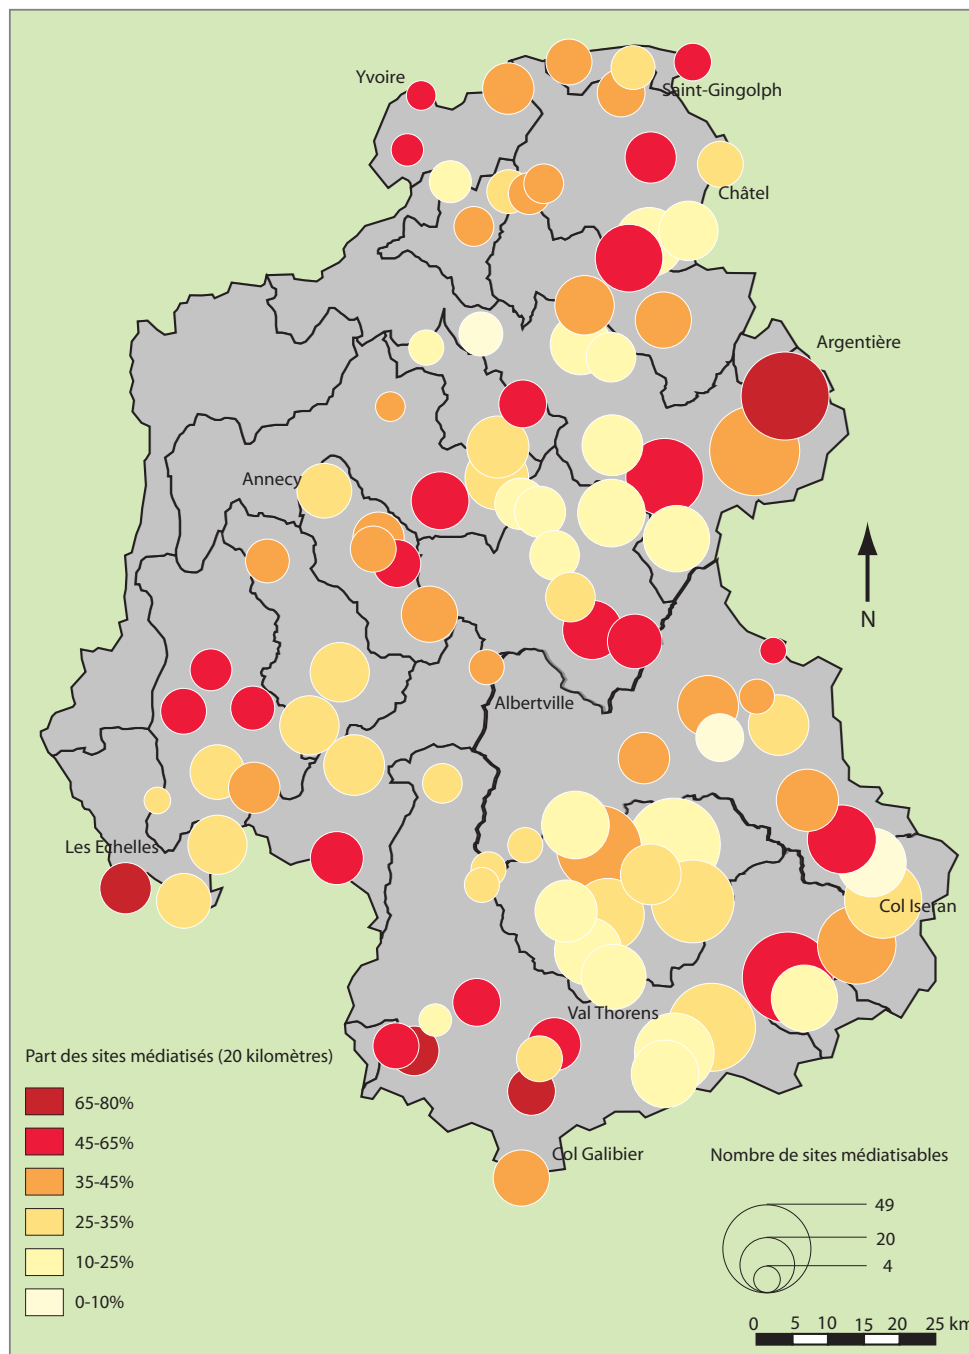 Yvoire
Saint-Gingolph
Châtel
Argentière
Annecy
N
Albertville
Les Echelles
Col Iseran
Val Thorens
Col Galibier
Part des sites médiatisés (20 kilomètres)
65-80%
45-65%
35-45%
25-35%
10-25%
0-10%
Nombre de sites médiatisables
49
20
4
0 5 10 15 20 25 km